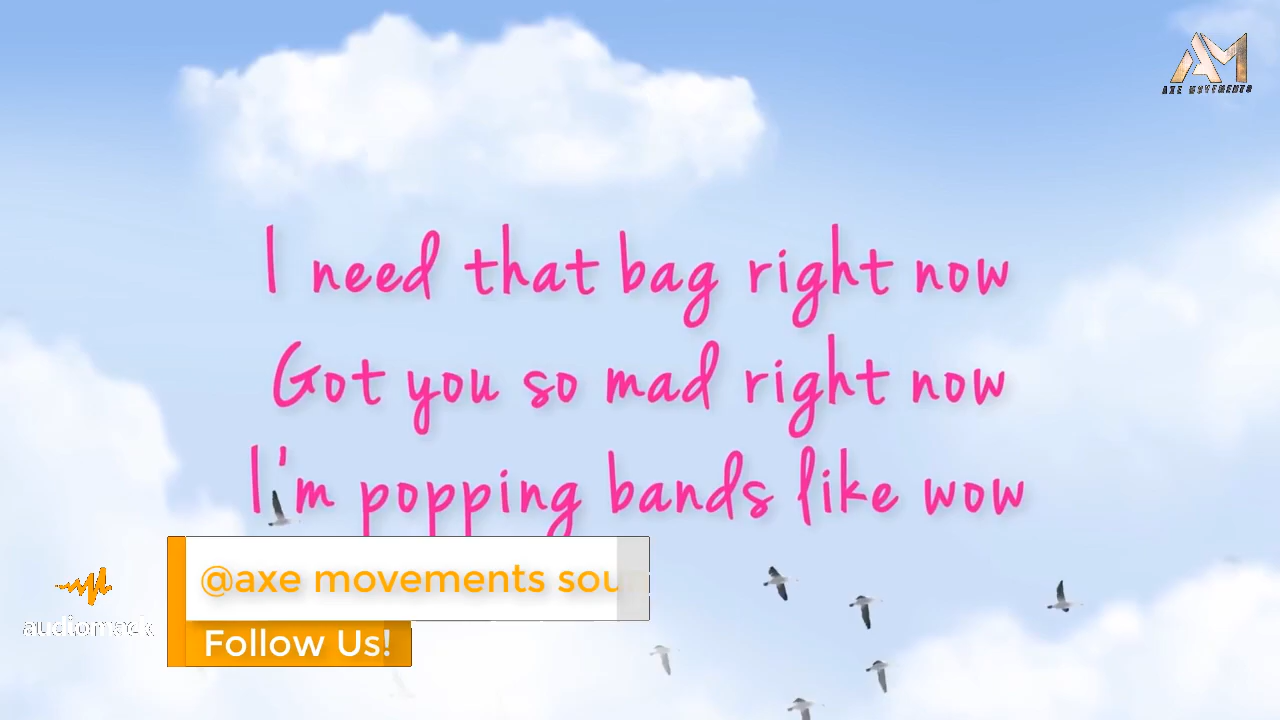 AM
AXE MOVEMENTS
I need that bag right now
Got you so mad right now
I'm popping bands like wow
@axe movements sou
audiomack
Follow Us!